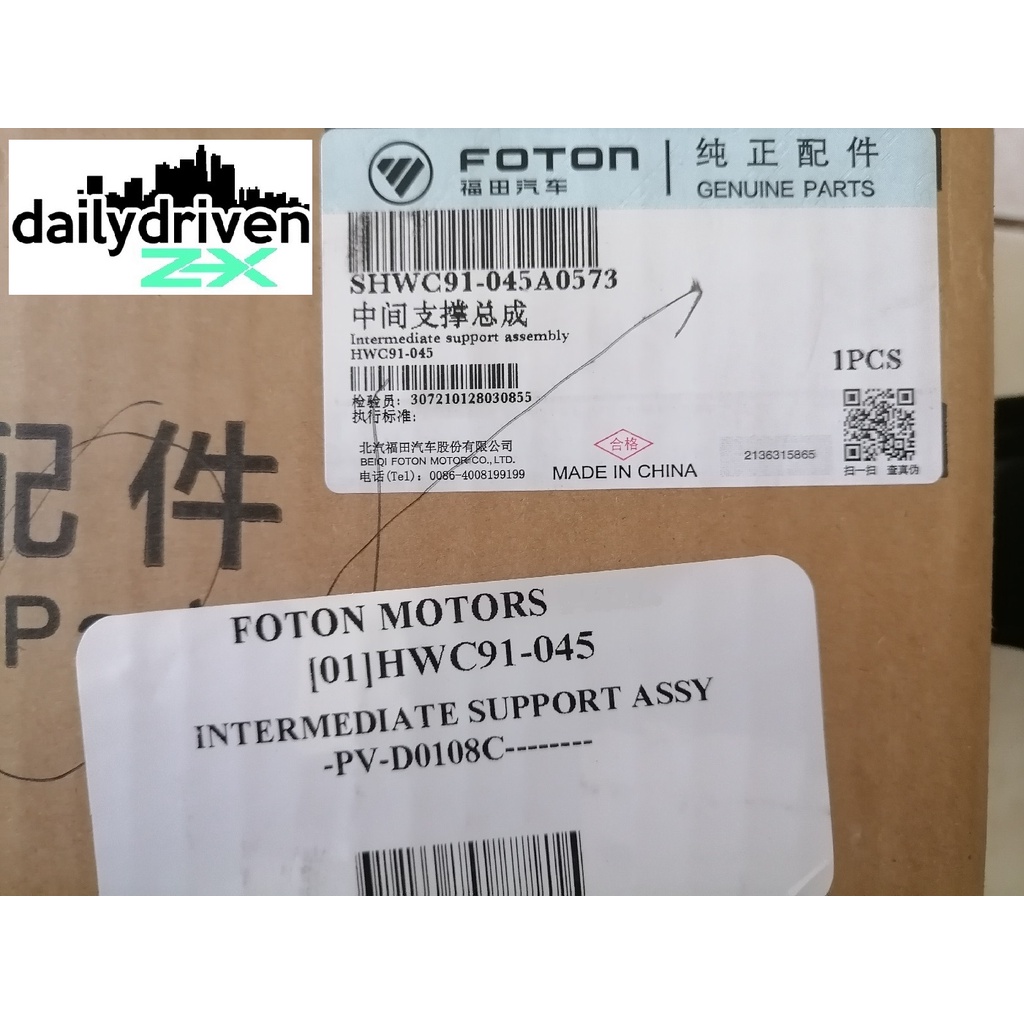 dailydriven
ZX
FOTON
福田汽车
纯正配件
GENUINE PARTS
SHWC91-045A0573
中间支撑总成
Intermediate support assembly
HWC91-045
1PCS
检验员: 307210128030855
执行标准:
北汽福田汽车股份有限公司
BEIQI FOTON MOTOR CO.,LTD.
电话(Tel): 0086-4008199199
合格
MADE IN CHINA
2136315865
扫一扫 查真伪
配件
FOTON MOTORS
[01]HWC91-045
INTERMEDIATE SUPPORT ASSY
-PV-D0108C--------